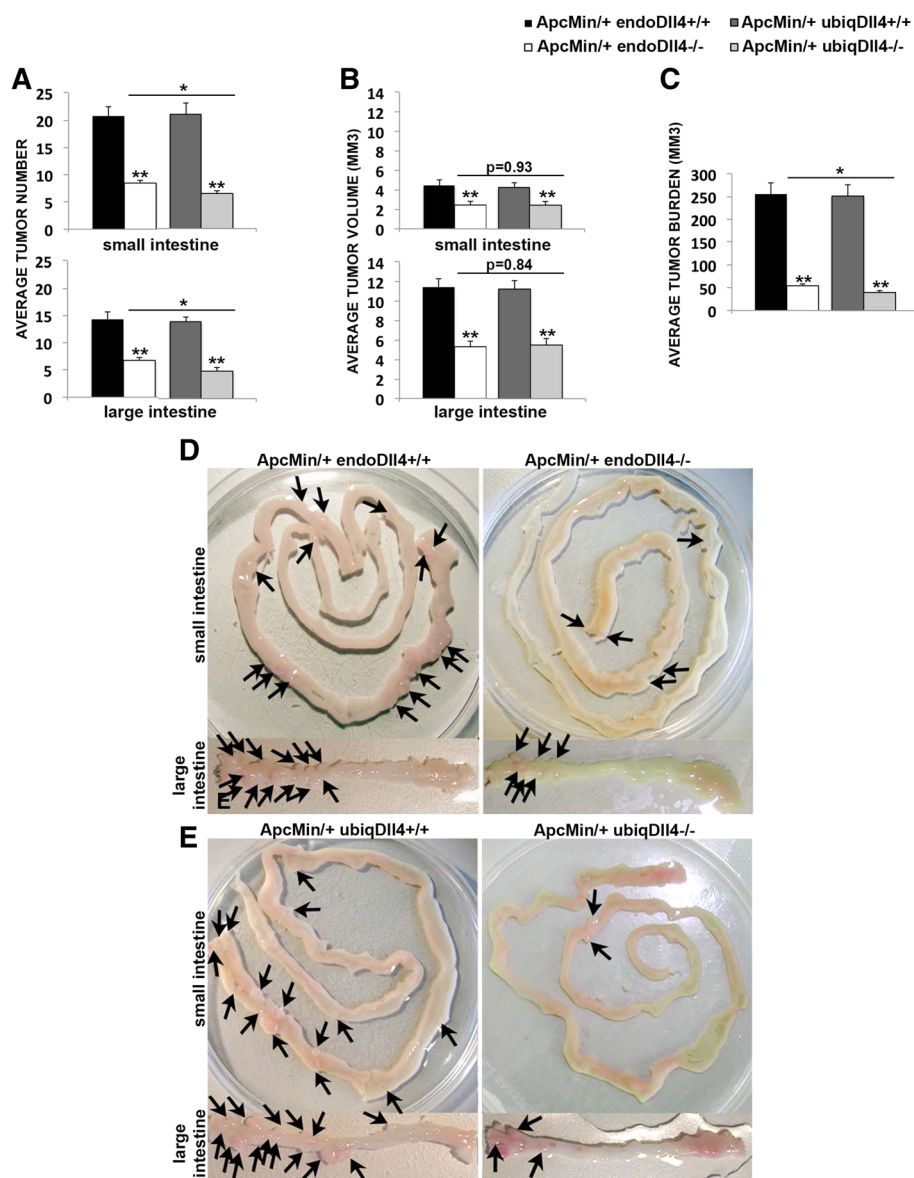 ApcMin/+ endoDll4+/+ ApcMin/+ ubiqDll4+/+
ApcMin/+ endoDll4-/- ApcMin/+ ubiqDll4-/-
A
AVERAGE TUMOR NUMBER
25
20
15
10
5
0
*
**
**
small intestine
25
20
15
10
5
0
*
**
**
large intestine
B
AVERAGE TUMOR VOLUME (MM3)
14
12
10
8
6
4
2
0
p=0.93
**
**
small intestine
14
12
10
8
6
4
2
0
p=0.84
**
**
large intestine
C
AVERAGE TUMOR BURDEN (MM3)
300
250
200
150
100
50
0
*
**
**
D
ApcMin/+ endoDll4+/+ ApcMin/+ endoDll4-/-
small intestine
large
intestine
E
E
ApcMin/+ ubiqDll4+/+ ApcMin/+ ubiqDll4-/-
small intestine
large
intestine